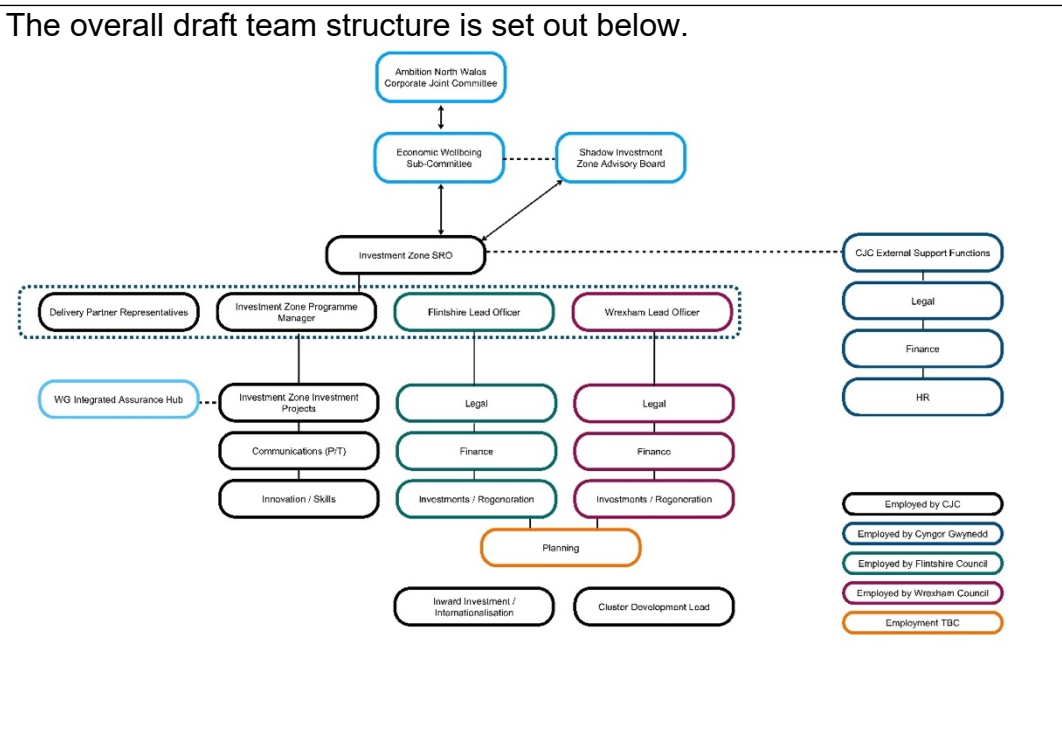 The overall draft team structure is set out below.
Ambition North Wales
Corporate Joint Committee
Economic Wellbeing
Sub-Committee
Shadow Investment
Zone Advisory Board
Investment Zone SRO
CJC External Support Functions
Legal
Finance
HR
Delivery Partner Representatives
Investment Zone Programme
Manager
Flintshire Lead Officer
Wrexham Lead Officer
WG Integrated Assurance Hub
Investment Zone Investment
Projects
Legal
Legal
Communications (P/T)
Finance
Finance
Innovation / Skills
Investments / Regeneration
Investments / Regeneration
Planning
Inward Investment /
Internationalisation
Cluster Development Lead
Employed by CJC
Employed by Cyngor Gwynedd
Employed by Flintshire Council
Employed by Wrexham Council
Employment TBC